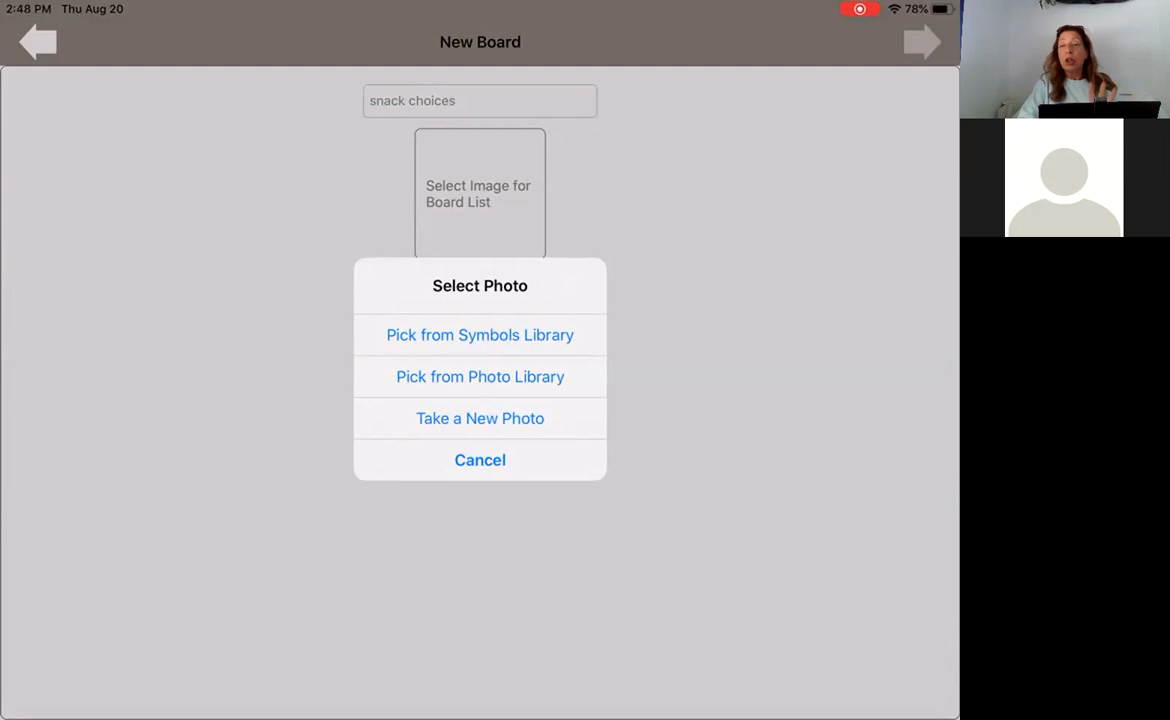 2:48 PM Thu Aug 20
78%
New Board
snack choices
Select Image for
Board List
Select Photo
Pick from Symbols Library
Pick from Photo Library
Take a New Photo
Cancel